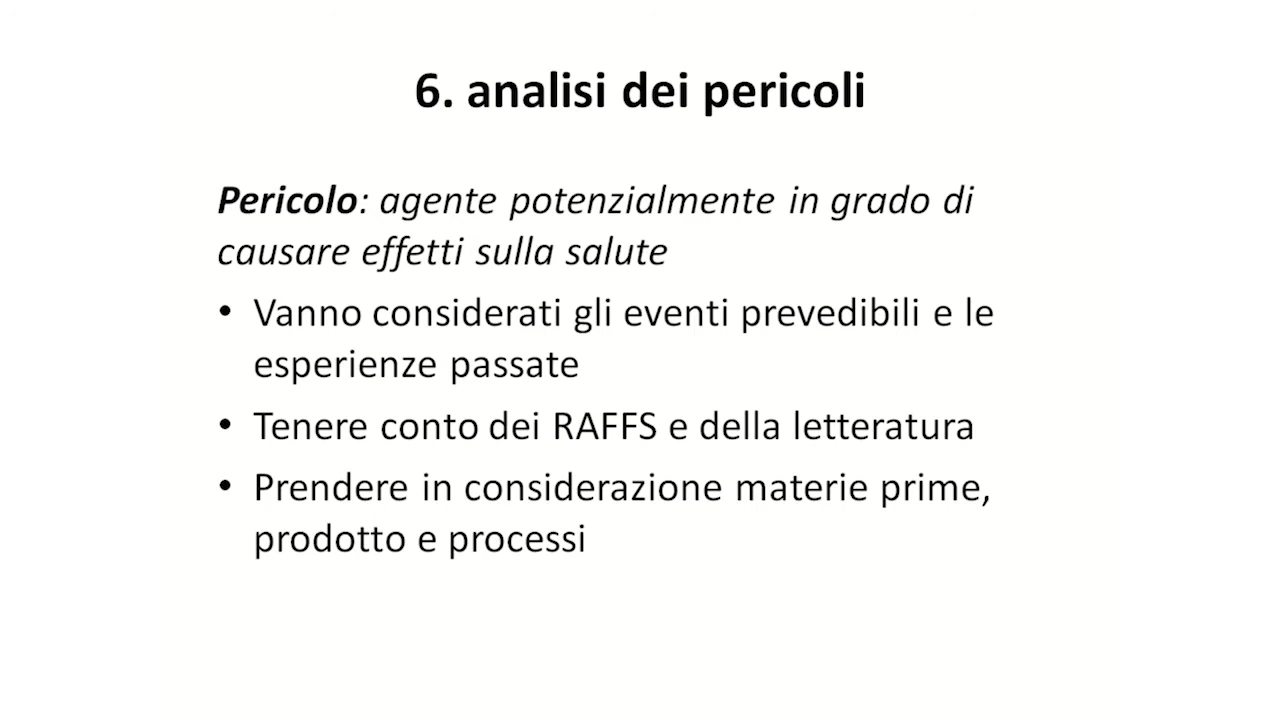 6. analisi dei pericoli
Pericolo: agente potenzialmente in grado di
causare effetti sulla salute
• Vanno considerati gli eventi prevedibili e le
esperienze passate
• Tenere conto dei RAFFS e della letteratura
• Prendere in considerazione materie prime,
prodotto e processi